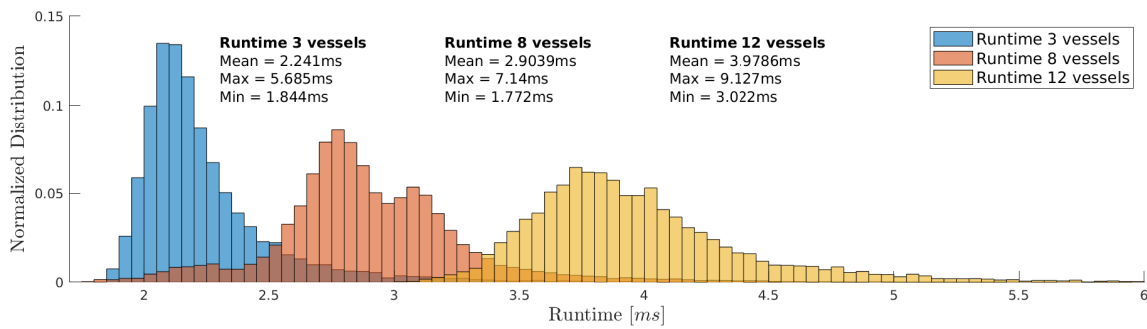 0.15
0.1
0.05
0
Normalized Distribution
Runtime 3 vessels
Mean = 2.241ms
Max = 5.685ms
Min = 1.844ms
Runtime 8 vessels
Mean = 2.9039ms
Max = 7.14ms
Min = 1.772ms
Runtime 12 vessels
Mean = 3.9786ms
Max = 9.127ms
Min = 3.022ms
Runtime 3 vessels
Runtime 8 vessels
Runtime 12 vessels
2 2.5 3 3.5 4 4.5 5 5.5 6
Runtime [ms]